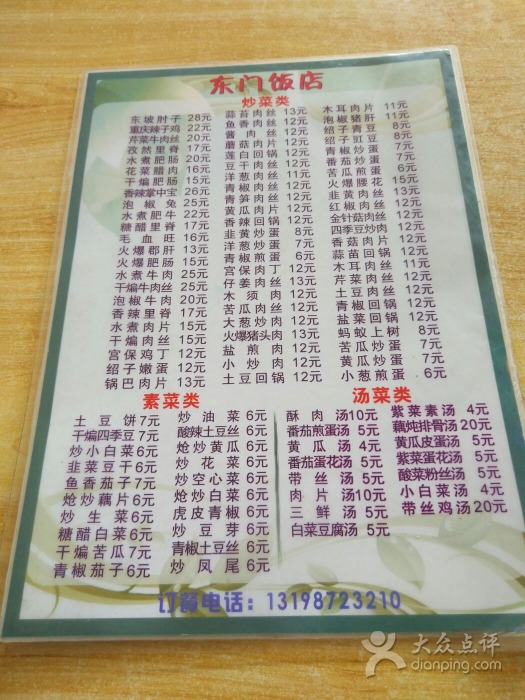 东门饭店
炒菜类
东坡肘子 28元
重庆辣子鸡 22元
芹菜牛肉丝 20元
孜然里脊 17元
水煮肥肠 20元
花菜腊肉 16元
干煸肥肠 15元
香辣掌中宝 26元
泡椒兔 25元
水煮肥牛 22元
糖醋里脊 17元
毛血旺 16元
火爆郡肝 13元
火爆肥肠 15元
水煮牛肉 25元
干煸牛肉丝 25元
泡椒牛肉 20元
香辣里脊 17元
水煮肉片 15元
干煸肉丝 15元
宫保鸡丁 12元
绍子嫩蛋 10元
锅巴肉片 13元
蒜苔肉丝 13元
鱼香肉丝 12元
酱肉丝 12元
蘑菇肉片 12元
莲白回锅 12元
豆干肉丝 12元
洋葱肉丝 11元
青椒肉丝 12元
青笋肉丝 12元
黄瓜肉片 12元
香辣回锅 12元
韭黄炒蛋 8元
洋葱炒蛋 7元
青椒煎蛋 7元
宫保肉丁 12元
仔姜肉丝 13元
木须肉 12元
苦瓜肉丝 12元
大葱炒肉 12元
火爆猪头肉 13元
盐煎肉 12元
小炒肉 12元
土豆回锅 12元
木耳肉片 11元
泡椒猪肝 11元
绍子青豆 8元
绍子豇豆 8元
青椒炒蛋 6元
番茄炒蛋 7元
苦瓜煎蛋 7元
火爆腰花 15元
韭黄肉丝 13元
红椒肉丝 12元
金针菇肉丝 12元
四季豆炒肉 12元
香菇肉片 12元
蒜苗回锅 12元
木耳肉丝 11元
芹菜肉丝 12元
土豆肉丝 12元
青椒回锅 12元
盐菜回锅 12元
蚂蚁上树 8元
苦瓜炒蛋 7元
黄瓜炒蛋 7元
小葱煎蛋 6元
素菜类
土豆饼 7元
干煸四季豆 7元
炒小白菜 6元
韭菜豆干 6元
鱼香茄子 7元
炝炒藕片 6元
炒生菜 6元
糖醋白菜 6元
干煸苦瓜 7元
青椒茄子 6元
炒油菜 6元
酸辣土豆丝 6元
炝炒黄瓜 6元
炒花菜 6元
炒空心菜 6元
炝炒白菜 6元
虎皮青椒 6元
炒豆芽 6元
青椒土豆丝 6元
炒凤尾 6元
汤菜类
酥肉汤 10元
番茄煎蛋汤 5元
黄瓜汤 4元
番茄蛋花汤 5元
带丝汤 5元
肉片汤 10元
三鲜汤 5元
白菜豆腐汤 5元
紫菜素汤 4元
藕炖排骨汤 20元
黄瓜皮蛋汤 5元
紫菜蛋花汤 5元
酸菜粉丝汤 5元
小白菜汤 4元
带丝鸡汤 20元
订餐电话：13198723210
大众点评
dianping.com